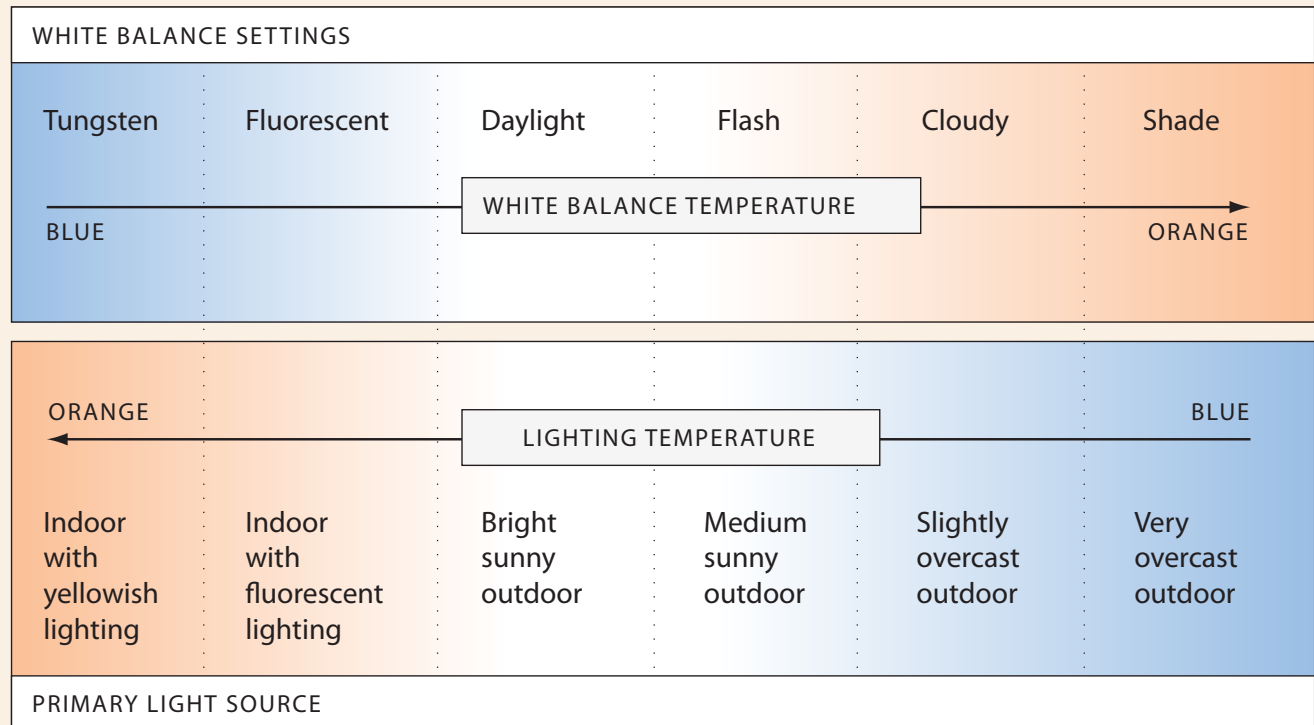 WHITE BALANCE SETTINGS
Tungsten Fluorescent Daylight Flash Cloudy Shade
WHITE BALANCE TEMPERATURE
BLUE ORANGE
ORANGE BLUE
LIGHTING TEMPERATURE
Indoor
with
yellowish
lighting
Indoor
with
fluorescent
lighting
Bright
sunny
outdoor
Medium
sunny
outdoor
Slightly
overcast
outdoor
Very
overcast
outdoor
PRIMARY LIGHT SOURCE